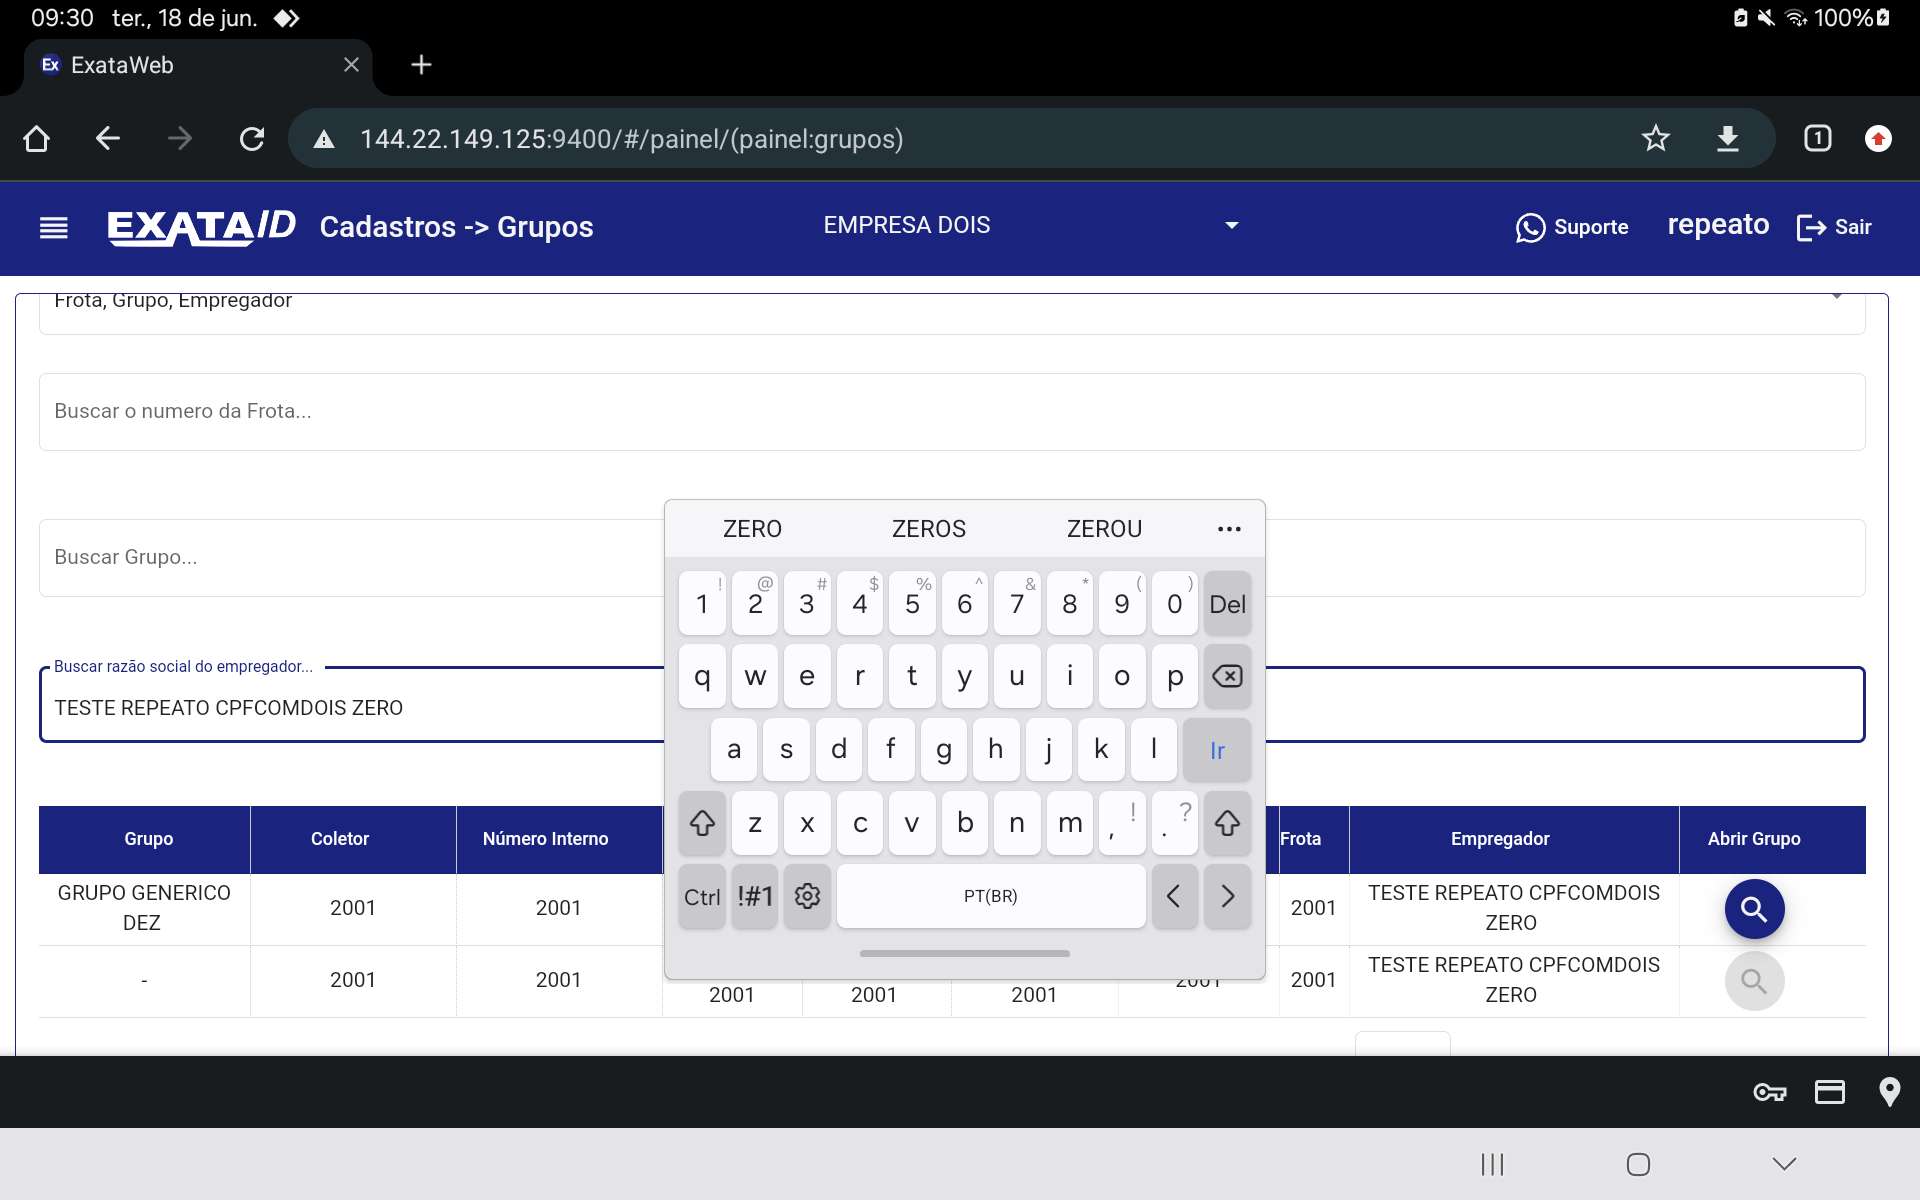 09:30 ter., 18 de jun. 100%
Ex ExataWeb
144.22.149.125:9400/#/painel/(painel:grupos) 1
EXATA/D Cadastros -> Grupos EMPRESA DOIS Suporte repeato Sair
Frota, Grupo, Empregador
Buscar o numero da Frota...
Buscar Grupo...
Buscar razão social do empregador...
TESTE REPEATO CPFCOMDOIS ZERO
ZERO ZEROS ZEROU ...
! @ # $ % ^ & * ( )
1 2 3 4 5 6 7 8 9 0 Del
q w e r t y u i o p
a s d f g h j k l Ir
z x c v b n m , ! . ?
Ctrl !#1 PT(BR) < >
Grupo Coletor Número Interno Frota Empregador Abrir Grupo
GRUPO GENERICO DEZ 2001 2001 2001 TESTE REPEATO CPFCOMDOIS ZERO
- 2001 2001 2001 2001 2001 2001 2001 TESTE REPEATO CPFCOMDOIS ZERO